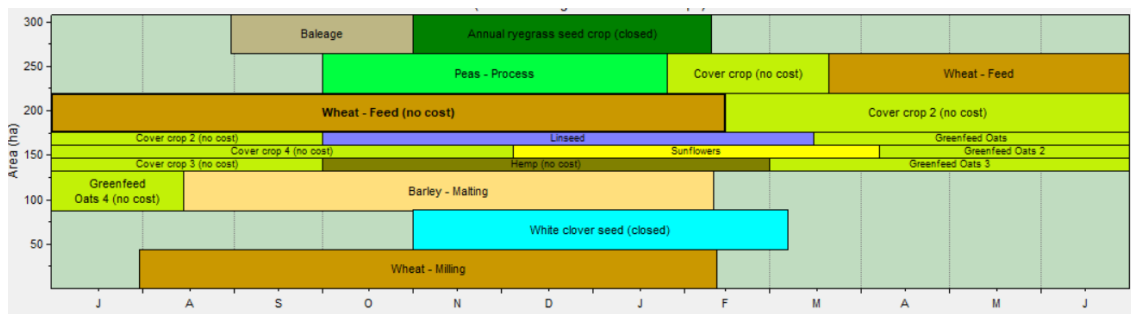 300
Baleage
Annual ryegrass seed crop (closed)
250
Peas - Process
Cover crop (no cost)
Wheat - Feed
200
Wheat - Feed (no cost)
Cover crop 2 (no cost)
Area (ha)
Cover crop 2 (no cost)
Linseed
Greenfeed Oats
150
Cover crop 4 (no cost)
Sunflowers
Greenfeed Oats 2
Cover crop 3 (no cost)
Hemp (no cost)
Greenfeed Oats 3
Greenfeed
Oats 4 (no cost)
Barley - Malting
100
White clover seed (closed)
50
Wheat - Milling
J A S O N D J F M A M J